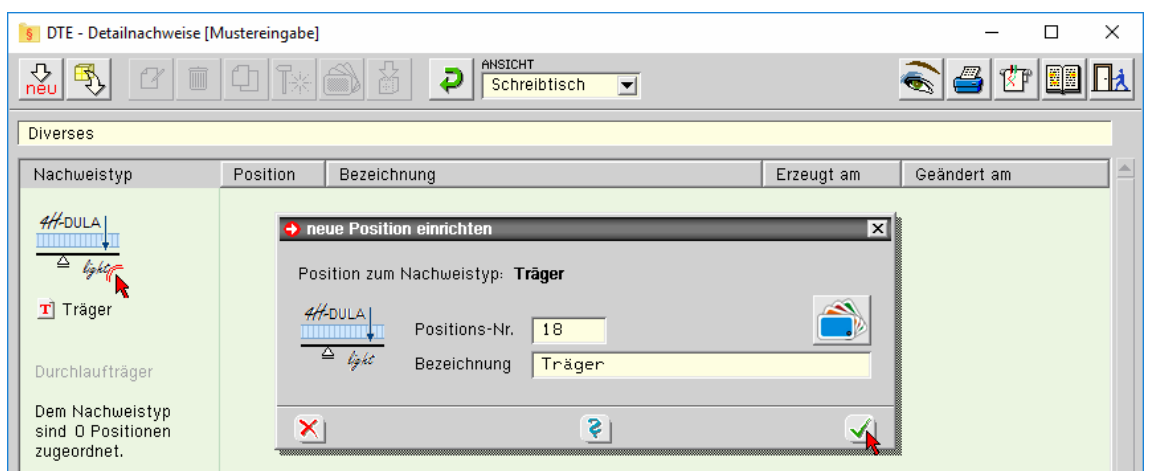 DTE - Detailnachweise [Mustereingabe]
neu
ANSICHT
Schreibtisch
Diverses
Nachweistyp
Position
Bezeichnung
Erzeugt am
Geändert am
4H-DULA
light
T Träger
Durchlaufträger
Dem Nachweistyp
sind 0 Positionen
zugeordnet.
neue Position einrichten
Position zum Nachweistyp: Träger
4H-DULA
light
Positions-Nr. 18
Bezeichnung Träger